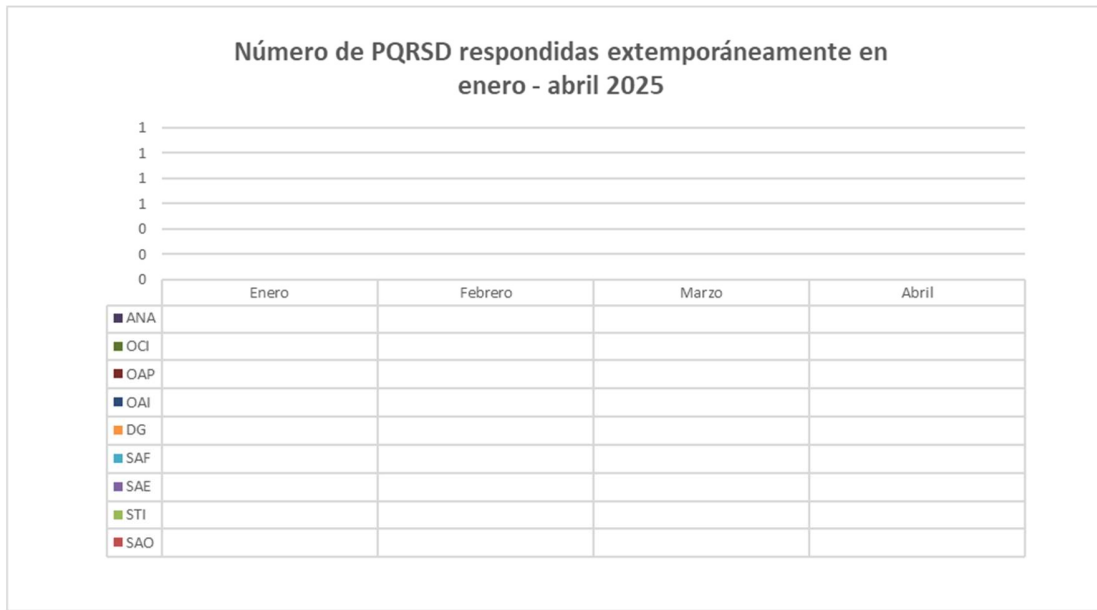 Número de PQRSD respondidas extemporáneamente en
enero - abril 2025
1
1
1
1
0
0
0
Enero Febrero Marzo Abril
ANA
OCI
OAP
OAI
DG
SAF
SAE
STI
SAO